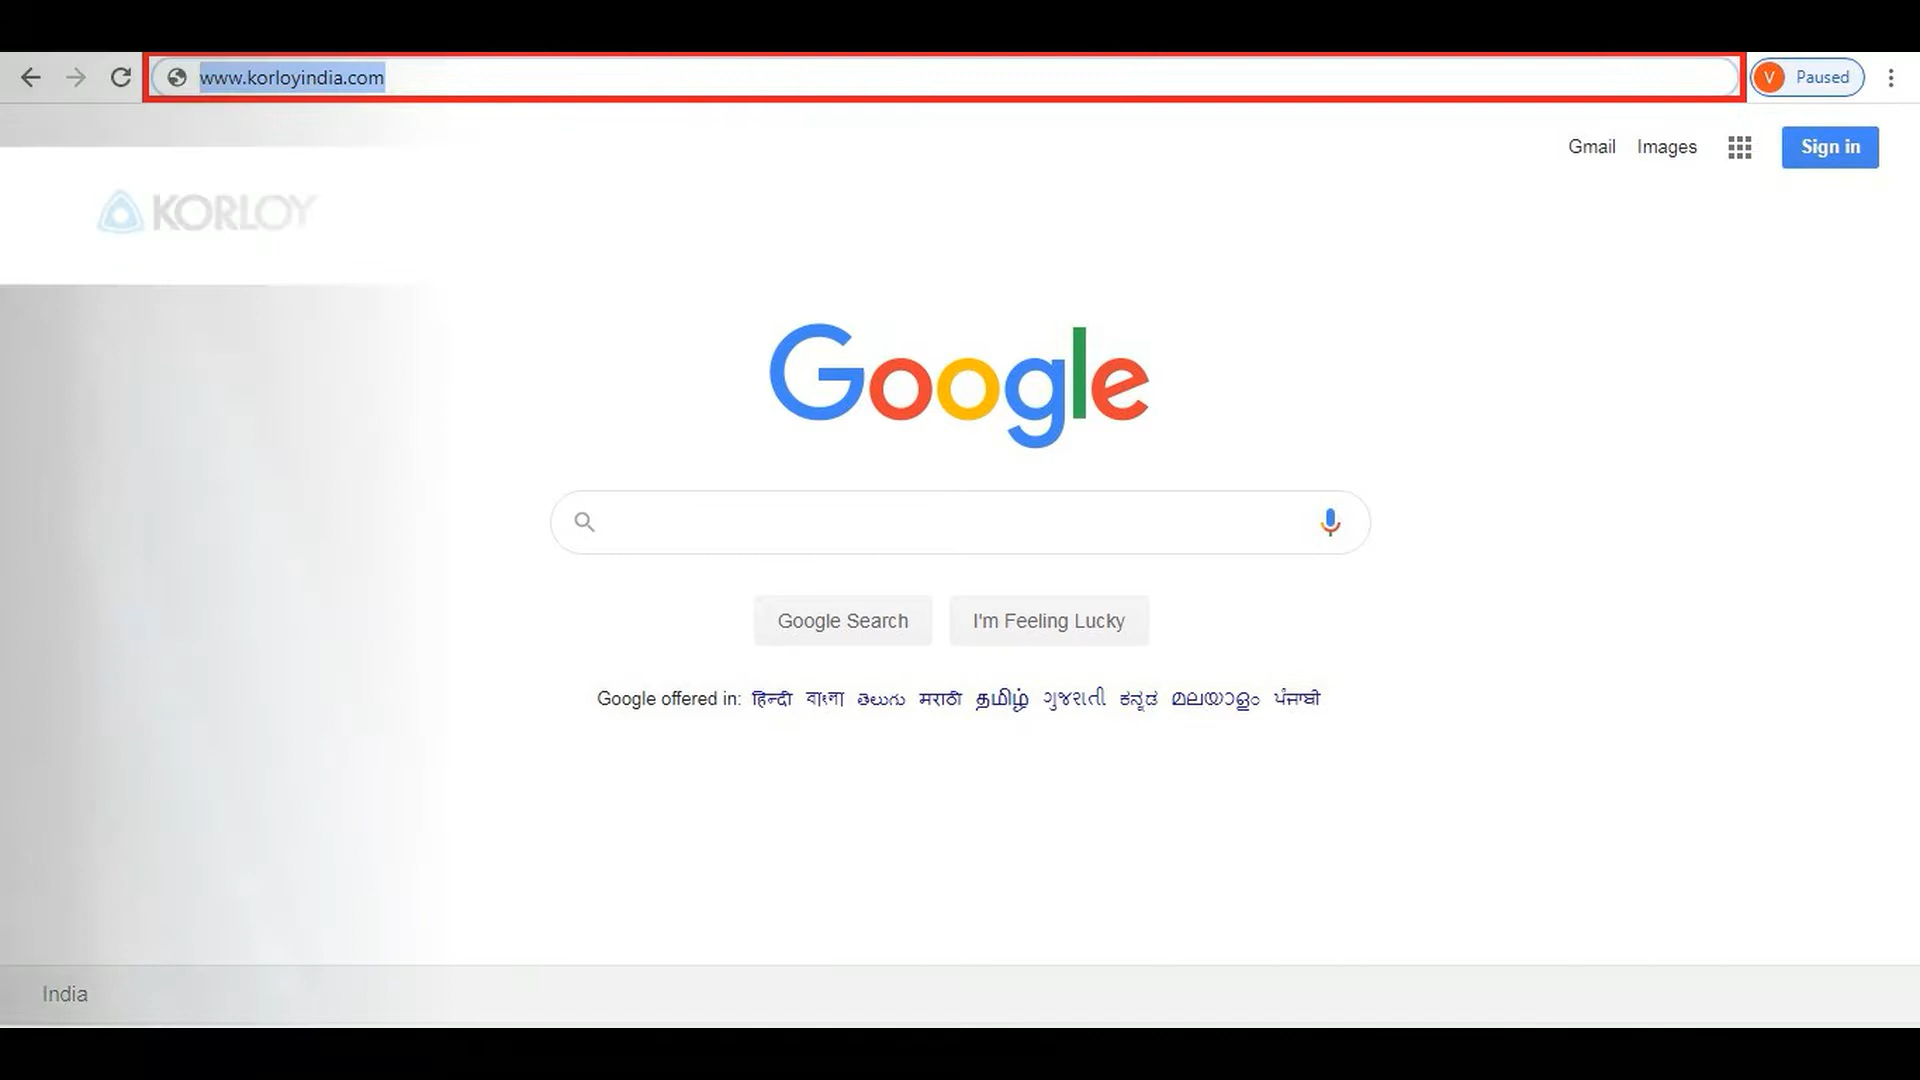 www.korloyindia.com
V Paused
Gmail Images Sign in
KORLOY
Google
Google Search I'm Feeling Lucky
Google offered in: हिन्दी বাংলা తెలుగు मराठी தமிழ் ગુજરાતી ಕನ್ನಡ മലയാളം ਪੰਜਾਬੀ
India